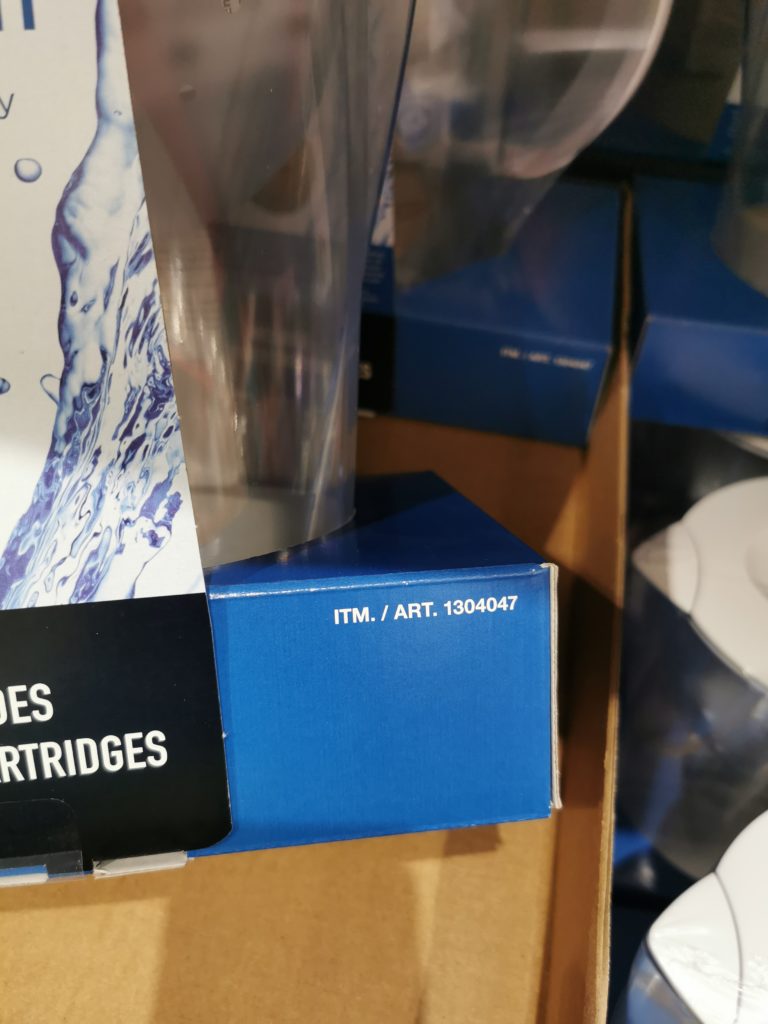 y
ITM. / ART. 1304047
DES
ARTRIDGES